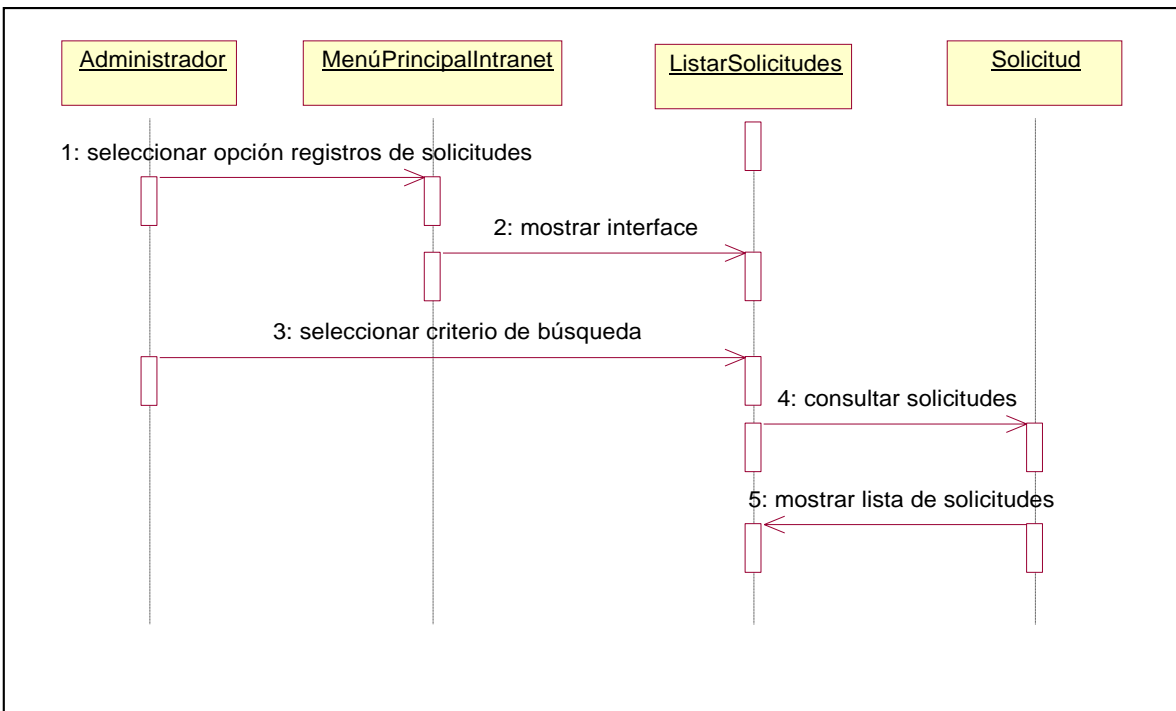 Administrador
MenúPrincipalIntranet
ListarSolicitudes
Solicitud
1: seleccionar opción registros de solicitudes
2: mostrar interface
3: seleccionar criterio de búsqueda
4: consultar solicitudes
5: mostrar lista de solicitudes